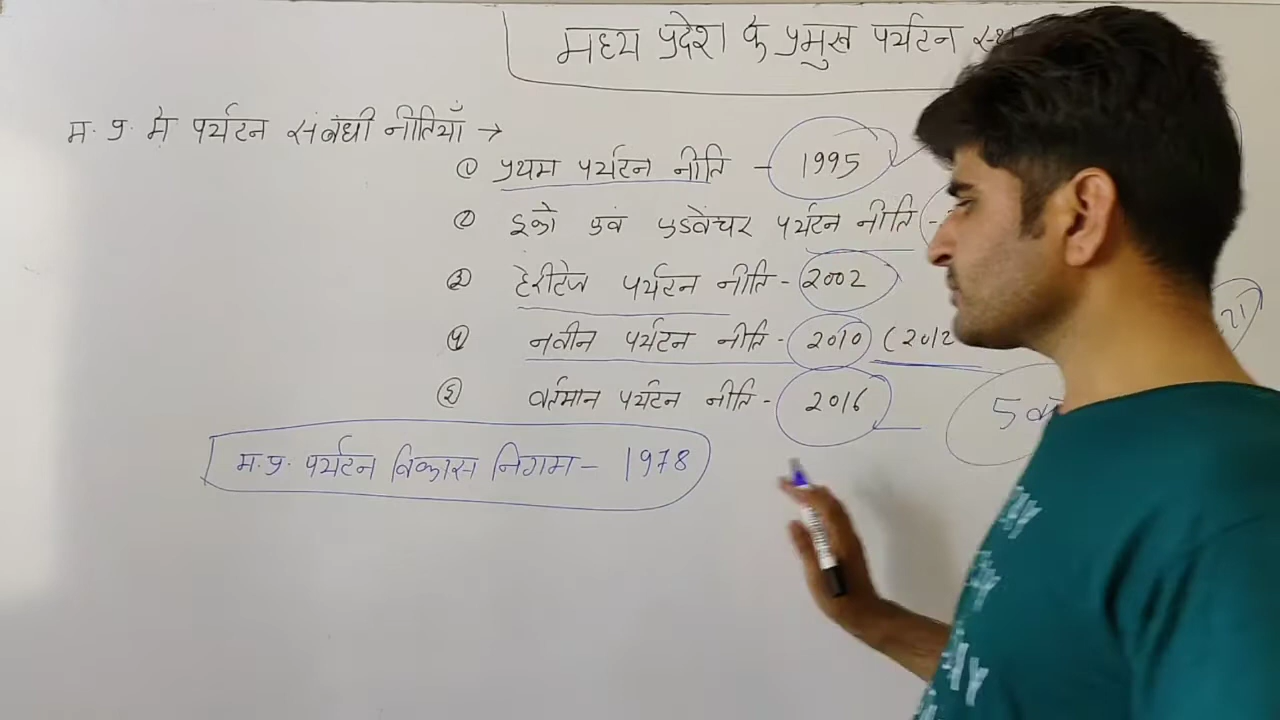 मध्य प्रदेश के प्रमुख पर्यटन
म. प्र. में पर्यटन संबंधी नीतियाँ →
① प्रथम पर्यटन नीति - 1995
② इको एवं एडवेंचर पर्यटन नीति -
③ हेरीटेज पर्यटन नीति - 2002
④ नवीन पर्यटन नीति - 2010 (2012
⑤ वर्तमान पर्यटन नीति - 2016 5
म.प्र. पर्यटन विकास निगम - 1978